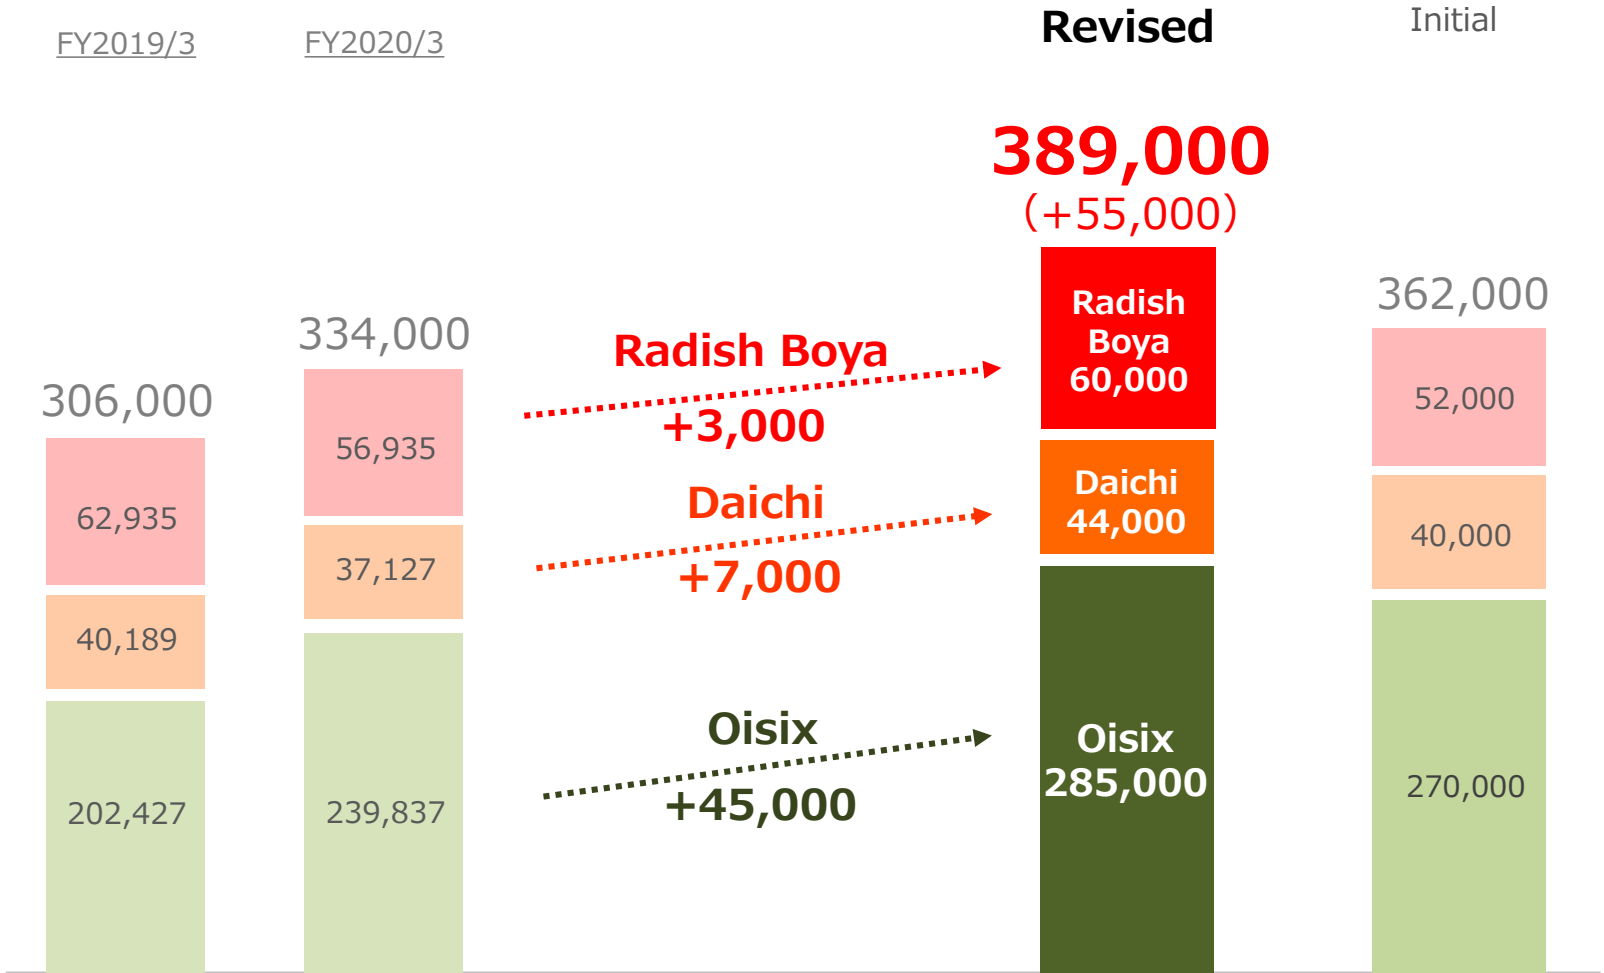 FY2019/3
FY2020/3
Revised
Initial
306,000
62,935
40,189
202,427
334,000
56,935
37,127
239,837
Radish Boya
+3,000
Daichi
+7,000
Oisix
+45,000
389,000
(+55,000)
Radish
Boya
60,000
Daichi
44,000
Oisix
285,000
362,000
52,000
40,000
270,000